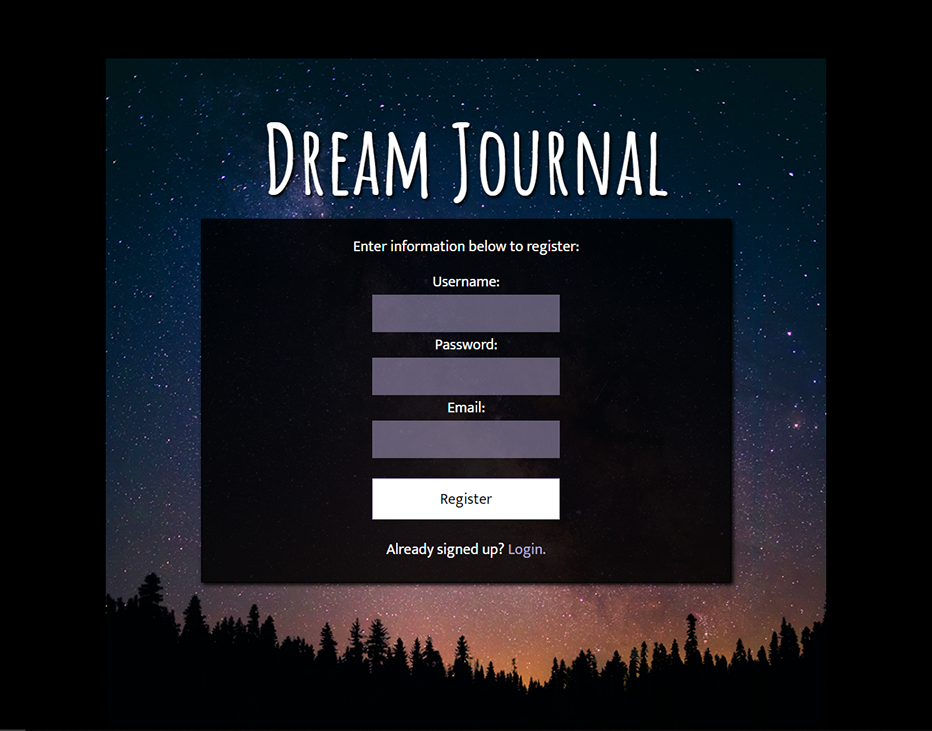 Dream Journal
Enter information below to register:
Username:
Password:
Email:
Register
Already signed up? Login.